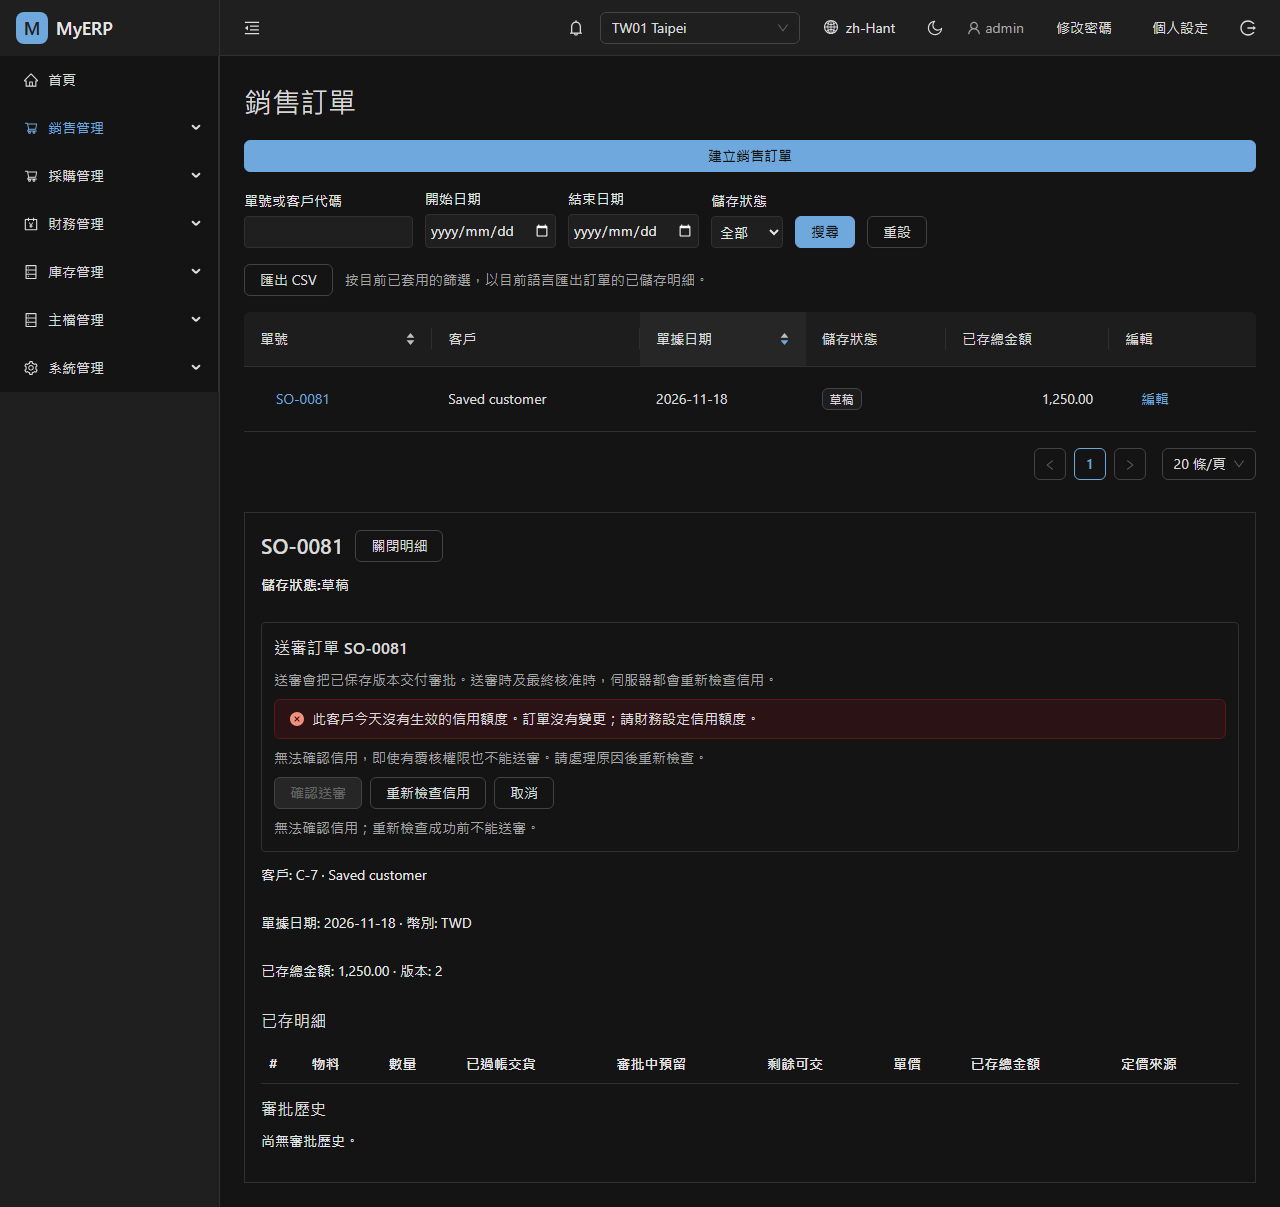 M MyERP
TW01 Taipei
zh-Hant
admin
修改密碼
個人設定
首頁
銷售管理
採購管理
財務管理
庫存管理
主檔管理
系統管理
銷售訂單
建立銷售訂單
單號或客戶代碼
開始日期
結束日期
儲存狀態
yyyy/mm/dd
yyyy/mm/dd
全部
搜尋
重設
匯出 CSV
按目前已套用的篩選，以目前語言匯出訂單的已儲存明細。
單號 客戶 單據日期 儲存狀態 已存總金額 編輯
SO-0081 Saved customer 2026-11-18 草稿 1,250.00 編輯
< 1 > 20 條/頁
SO-0081 關閉明細
儲存狀態:草稿
送審訂單 SO-0081
送審會把已保存版本交付審批。送審時及最終核准時，伺服器都會重新檢查信用。
此客戶今天沒有生效的信用額度。訂單沒有變更；請財務設定信用額度。
無法確認信用，即使有覆核權限也不能送審。請處理原因後重新檢查。
確認送審 重新檢查信用 取消
無法確認信用；重新檢查成功前不能送審。
客戶: C-7 · Saved customer
單據日期: 2026-11-18 · 幣別: TWD
已存總金額: 1,250.00 · 版本: 2
已存明細
# 物料 數量 已過帳交貨 審批中預留 剩餘可交 單價 已存總金額 定價來源
審批歷史
尚無審批歷史。